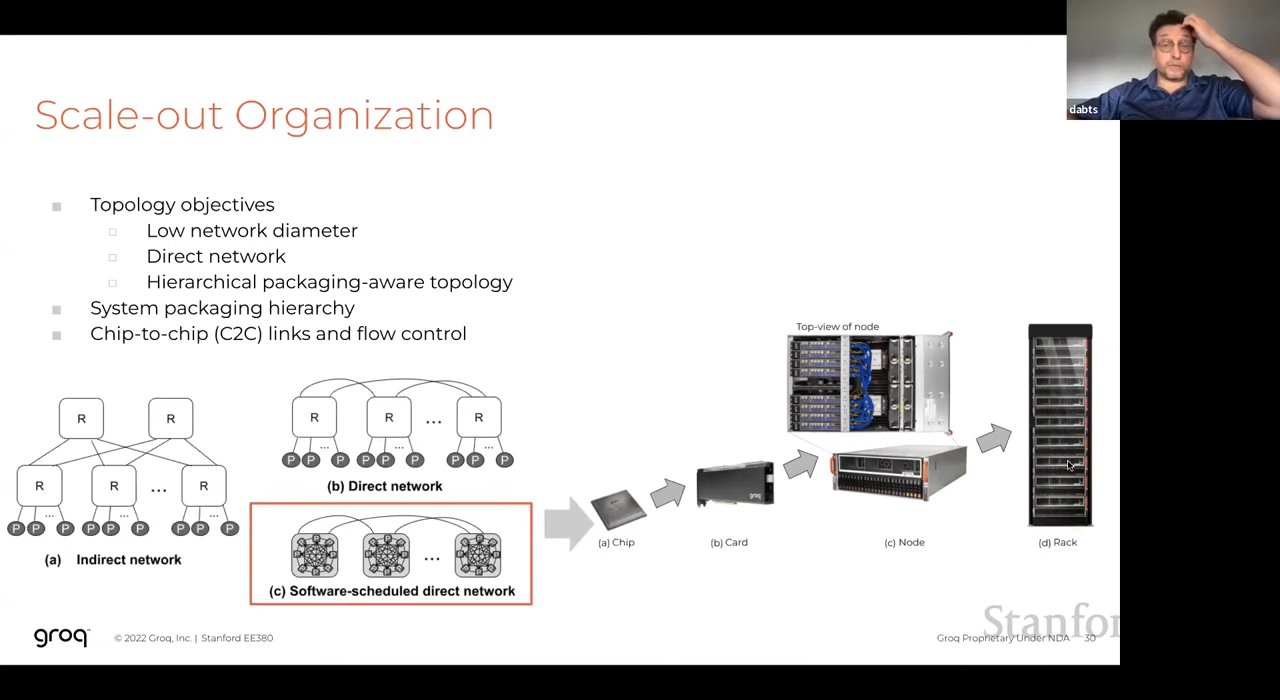 dabts
Scale-out Organization
Topology objectives
Low network diameter
Direct network
Hierarchical packaging-aware topology
System packaging hierarchy
Chip-to-chip (C2C) links and flow control
R R
R R ... R
P P ... P P P ... P P P ... P
(a) Indirect network
R R ... R
P P ... P P P ... P P P ... P
(b) Direct network
...
(c) Software-scheduled direct network
groq
(a) Chip
(b) Card
Top-view of node
(c) Node
(d) Rack
groq
© 2022 Groq, Inc. | Stanford EE380
Stanfor
Groq Proprietary Under NDA
30